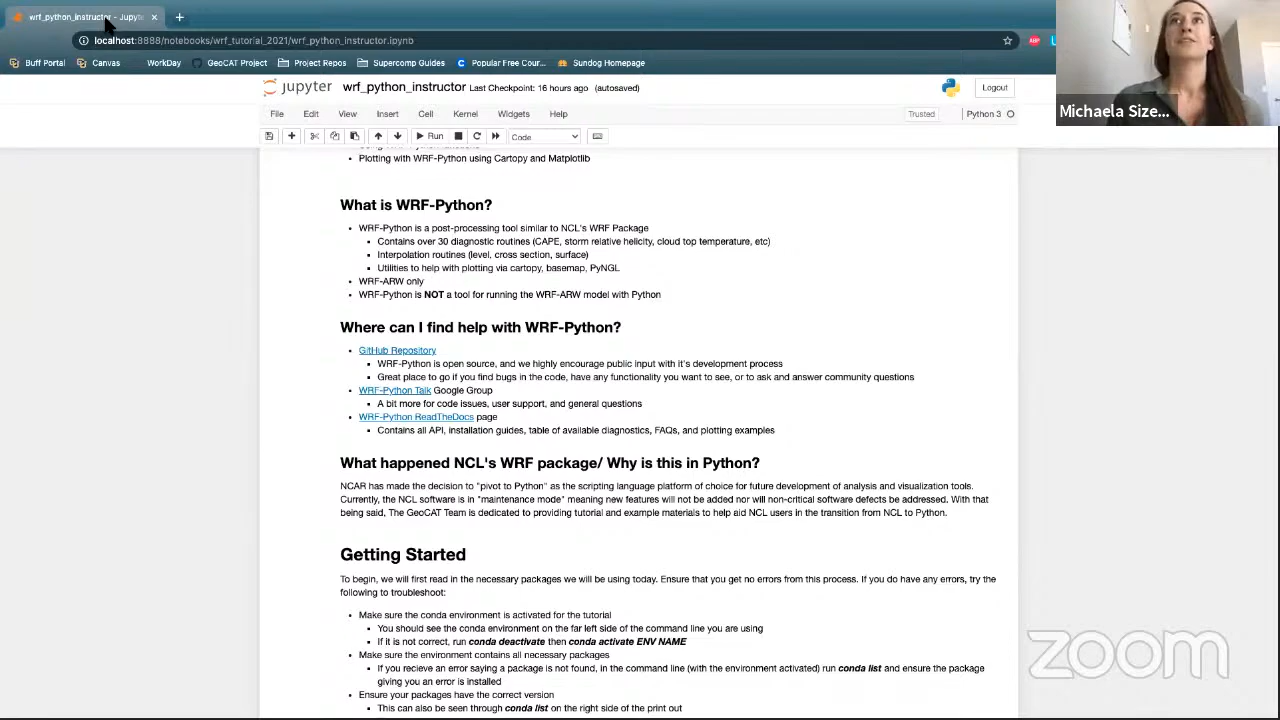 wrf_python_instructor - Jupyte
localhost:8888/notebooks/wrf_tutorial_2021/wrf_python_instructor.ipynb
Buff Portal Canvas WorkDay GeoCAT Project Repos Supercomp Guides Popular Free Cour... Sundog Homepage
jupyter wrf_python_instructor Last Checkpoint: 16 hours ago (autosaved) Logout
Michaela Size...
File Edit View Insert Cell Kernel Widgets Help Trusted Python 3
Run Code
Plotting with WRF-Python using Cartopy and Matplotlib
What is WRF-Python?
WRF-Python is a post-processing tool similar to NCL's WRF Package
Contains over 30 diagnostic routines (CAPE, storm relative helicity, cloud top temperature, etc)
Interpolation routines (level, cross section, surface)
Utilities to help with plotting via cartopy, basemap, PyNGL
WRF-ARW only
WRF-Python is NOT a tool for running the WRF-ARW model with Python
Where can I find help with WRF-Python?
GitHub Repository
WRF-Python is open source, and we highly encourage public input with it's development process
Great place to go if you find bugs in the code, have any functionality you want to see, or to ask and answer community questions
WRF-Python Talk Google Group
A bit more for code issues, user support, and general questions
WRF-Python ReadTheDocs page
Contains all API, installation guides, table of available diagnostics, FAQs, and plotting examples
What happened NCL's WRF package/ Why is this in Python?
NCAR has made the decision to "pivot to Python" as the scripting language platform of choice for future development of analysis and visualization tools.
Currently, the NCL software is in "maintenance mode" meaning new features will not be added nor will non-critical software defects be addressed. With that
being said, The GeoCAT Team is dedicated to providing tutorial and example materials to help aid NCL users in the transition from NCL to Python.
Getting Started
To begin, we will first read in the necessary packages we will be using today. Ensure that you get no errors from this process. If you do have any errors, try the
following to troubleshoot:
Make sure the conda environment is activated for the tutorial
You should see the conda environment on the far left side of the command line you are using
If it is not correct, run conda deactivate then conda activate ENV NAME
Make sure the environment contains all necessary packages
If you recieve an error saying a package is not found, in the command line (with the environment activated) run conda list and ensure the package
giving you an error is installed
Ensure your packages have the correct version
This can also be seen through conda list on the right side of the print out
zoom